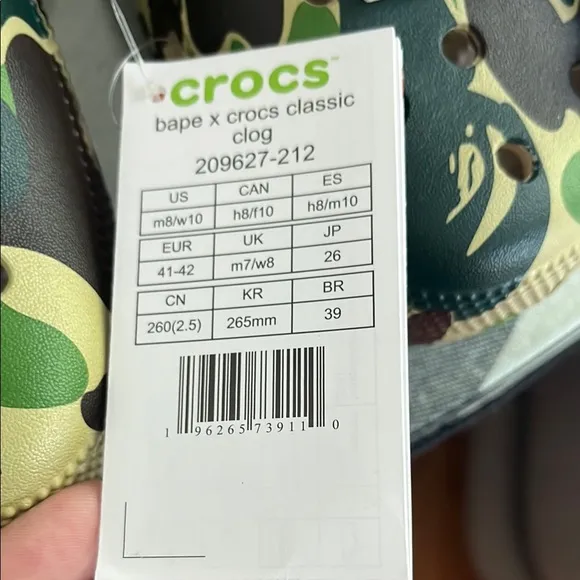 crocs™
bape x crocs classic
clog
209627-212
US CAN ES
m8/w10 h8/f10 h8/m10
EUR UK JP
41-42 m7/w8 26
CN KR BR
260(2.5) 265mm 39
1 96265 73911 0